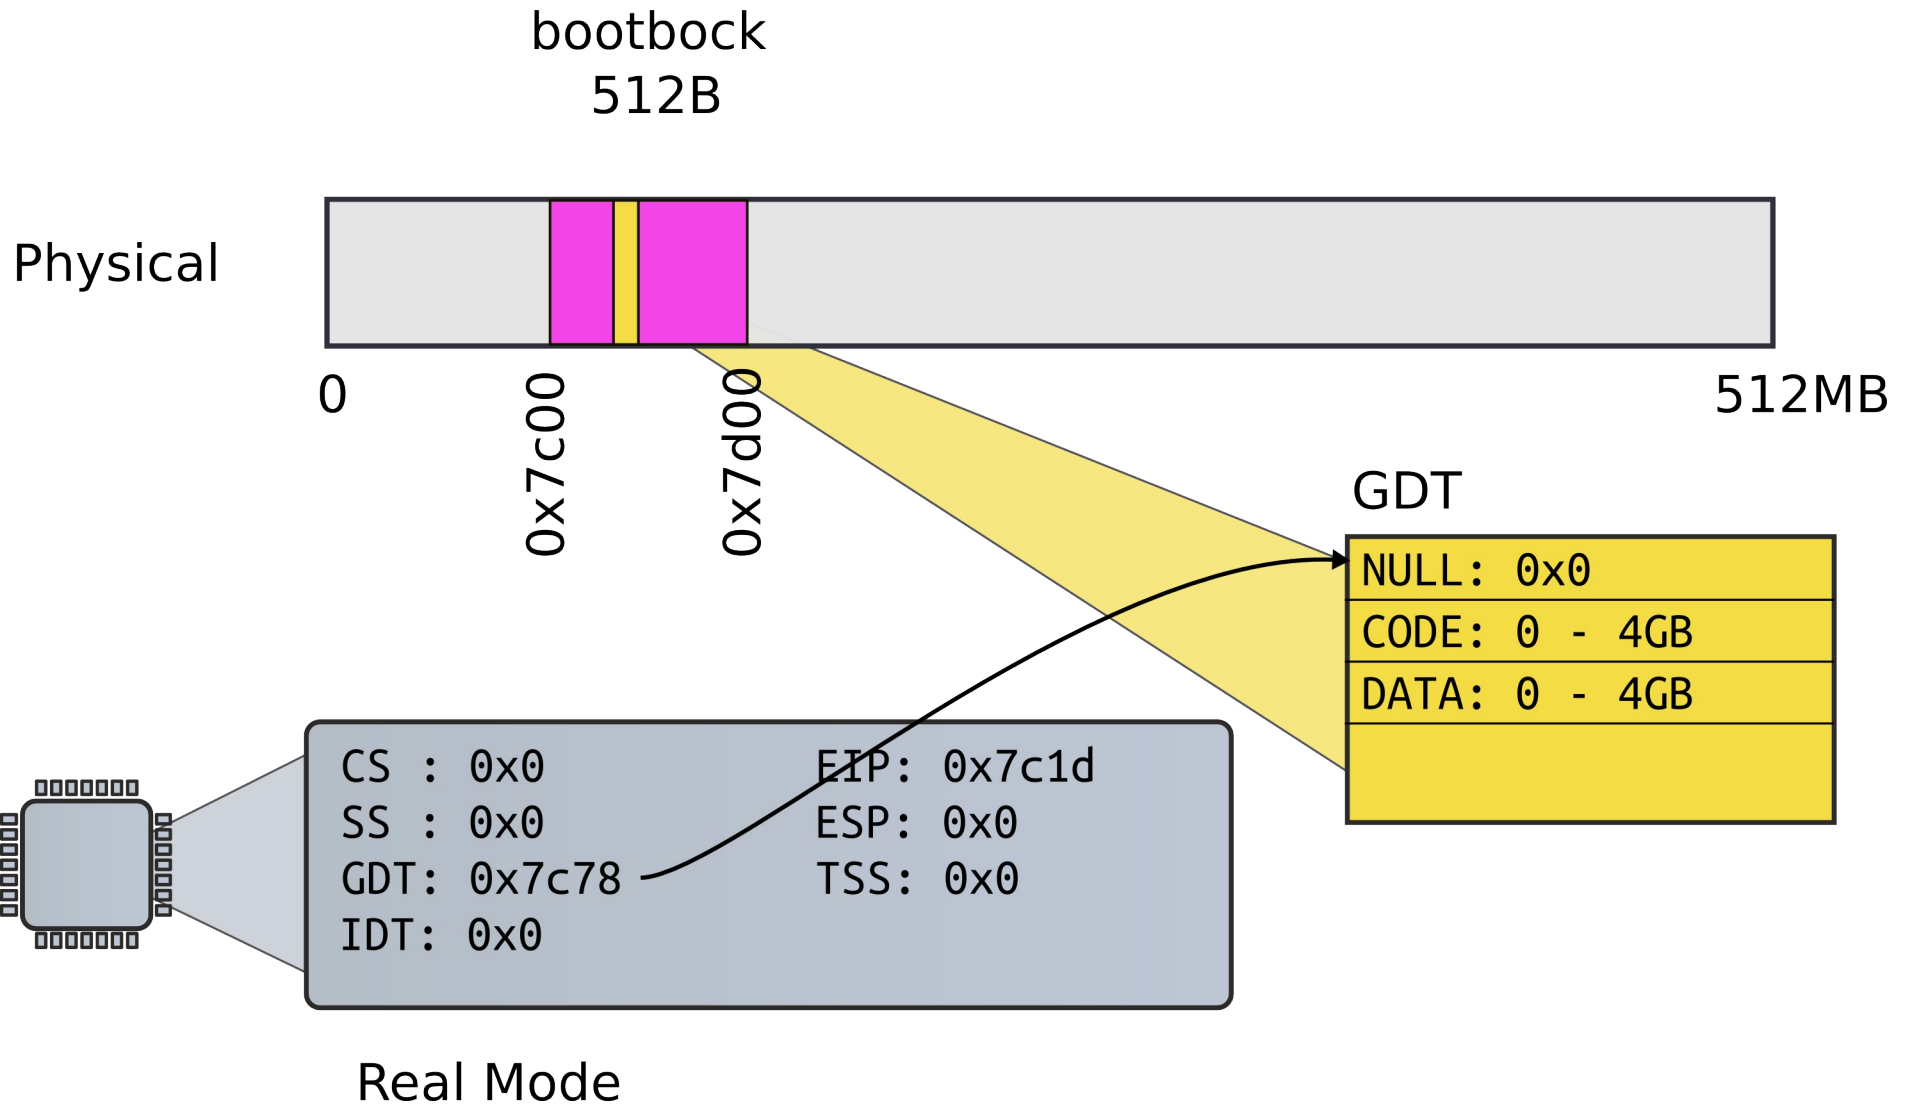 bootbock
512B
Physical
0
0x7c00
0x7d00
512MB
GDT
NULL: 0x0
CODE: 0 - 4GB
DATA: 0 - 4GB
CS : 0x0
SS : 0x0
GDT: 0x7c78
IDT: 0x0
EIP: 0x7c1d
ESP: 0x0
TSS: 0x0
Real Mode